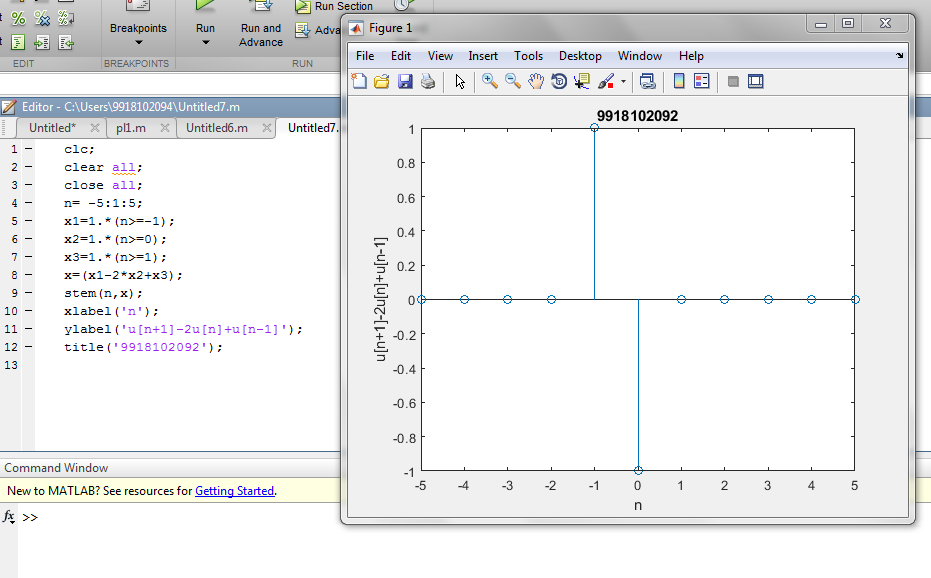 Run Section
Breakpoints
Run
Run and
Advance
EDIT
BREAKPOINTS
RUN
Editor - C:\Users\9918102094\Untitled7.m
Untitled*
pl1.m
Untitled6.m
Untitled7.
1 clc;
2 clear all;
3 close all;
4 n= -5:1:5;
5 x1=1.*(n>=-1);
6 x2=1.*(n>=0);
7 x3=1.*(n>=1);
8 x=(x1-2*x2+x3);
9 stem(n,x);
10 xlabel('n');
11 ylabel('u[n+1]-2u[n]+u[n-1]');
12 title('9918102092');
13
Command Window
New to MATLAB? See resources for Getting Started.
fx >>
Figure 1
File Edit View Insert Tools Desktop Window Help
9918102092
u[n+1]-2u[n]+u[n-1]
1
0.8
0.6
0.4
0.2
0
-0.2
-0.4
-0.6
-0.8
-1
-5 -4 -3 -2 -1 0 1 2 3 4 5
n